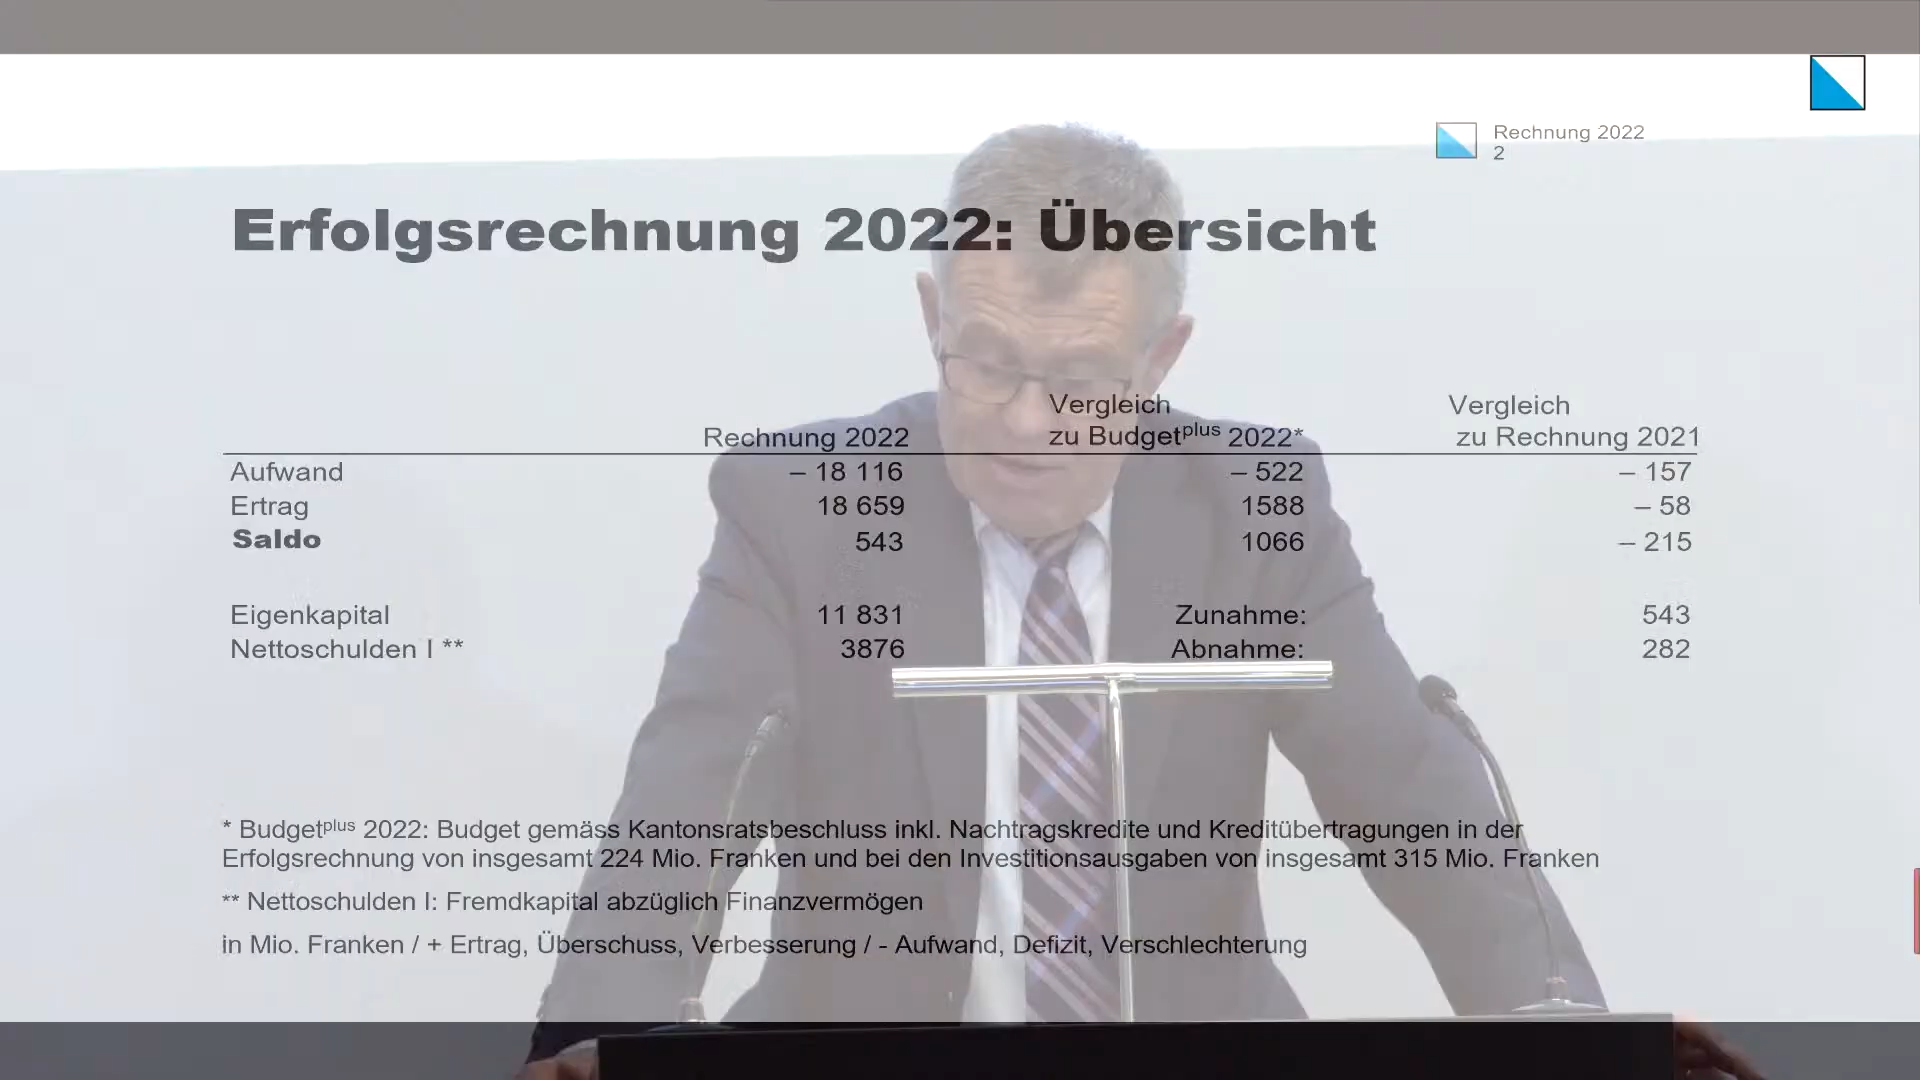 Rechnung 2022
2
Erfolgsrechnung 2022: Übersicht
Vergleich Vergleich
Rechnung 2022 zu Budgetplus 2022* zu Rechnung 2021
Aufwand – 18 116 – 522 – 157
Ertrag 18 659 1588 – 58
Saldo 543 1066 – 215
Eigenkapital 11 831 Zunahme: 543
Nettoschulden I ** 3876 Abnahme: 282
* Budgetplus 2022: Budget gemäss Kantonsratsbeschluss inkl. Nachtragskredite und Kreditübertragungen in der
Erfolgsrechnung von insgesamt 224 Mio. Franken und bei den Investitionsausgaben von insgesamt 315 Mio. Franken
** Nettoschulden I: Fremdkapital abzüglich Finanzvermögen
in Mio. Franken / + Ertrag, Überschuss, Verbesserung / - Aufwand, Defizit, Verschlechterung